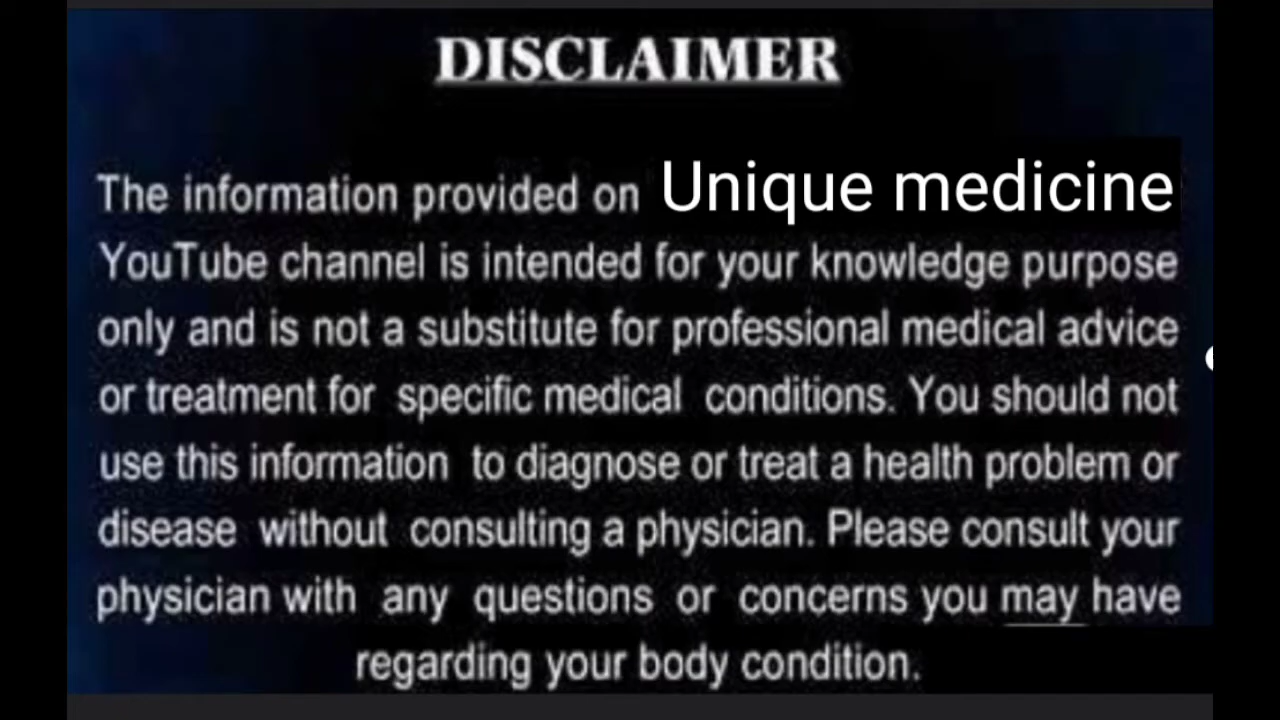 DISCLAIMER
The information provided on Unique medicine
YouTube channel is intended for your knowledge purpose
only and is not a substitute for professional medical advice
or treatment for specific medical conditions. You should not
use this information to diagnose or treat a health problem or
disease without consulting a physician. Please consult your
physician with any questions or concerns you may have
regarding your body condition.